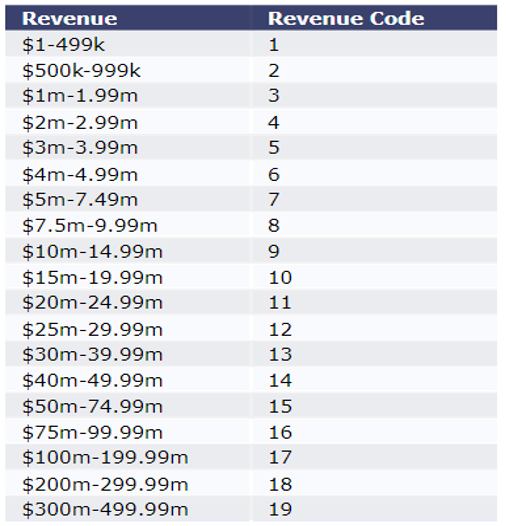 Revenue Revenue Code
$1-499k 1
$500k-999k 2
$1m-1.99m 3
$2m-2.99m 4
$3m-3.99m 5
$4m-4.99m 6
$5m-7.49m 7
$7.5m-9.99m 8
$10m-14.99m 9
$15m-19.99m 10
$20m-24.99m 11
$25m-29.99m 12
$30m-39.99m 13
$40m-49.99m 14
$50m-74.99m 15
$75m-99.99m 16
$100m-199.99m 17
$200m-299.99m 18
$300m-499.99m 19